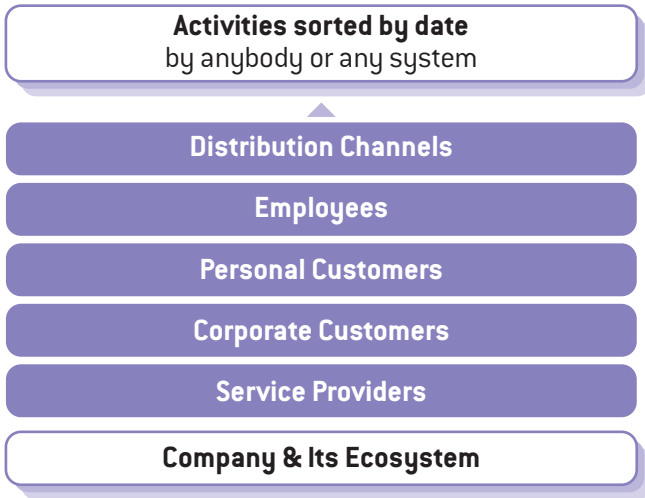 Activities sorted by date
by anybody or any system
Distribution Channels
Employees
Personal Customers
Corporate Customers
Service Providers
Company & Its Ecosystem